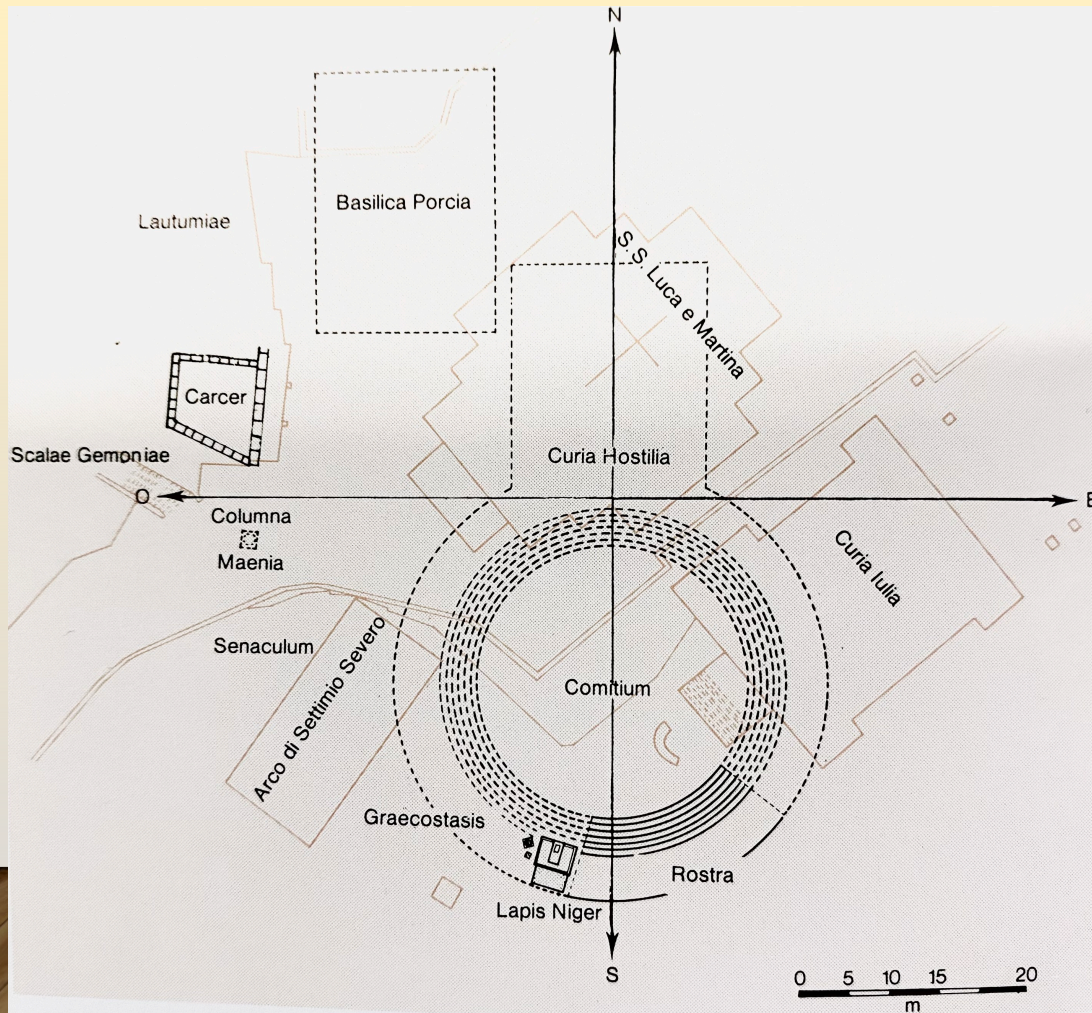 N
Basilica Porcia
Lautumiae
S. S. Luca e Martina
Carcer
Scalae Gemoniae
Curia Hostilia
O
E
Columna
Maenia
Curia Iulia
Senaculum
Arco di Settimio Severo
Comitium
Graecostasis
Rostra
Lapis Niger
S
0 5 10 15 20
m